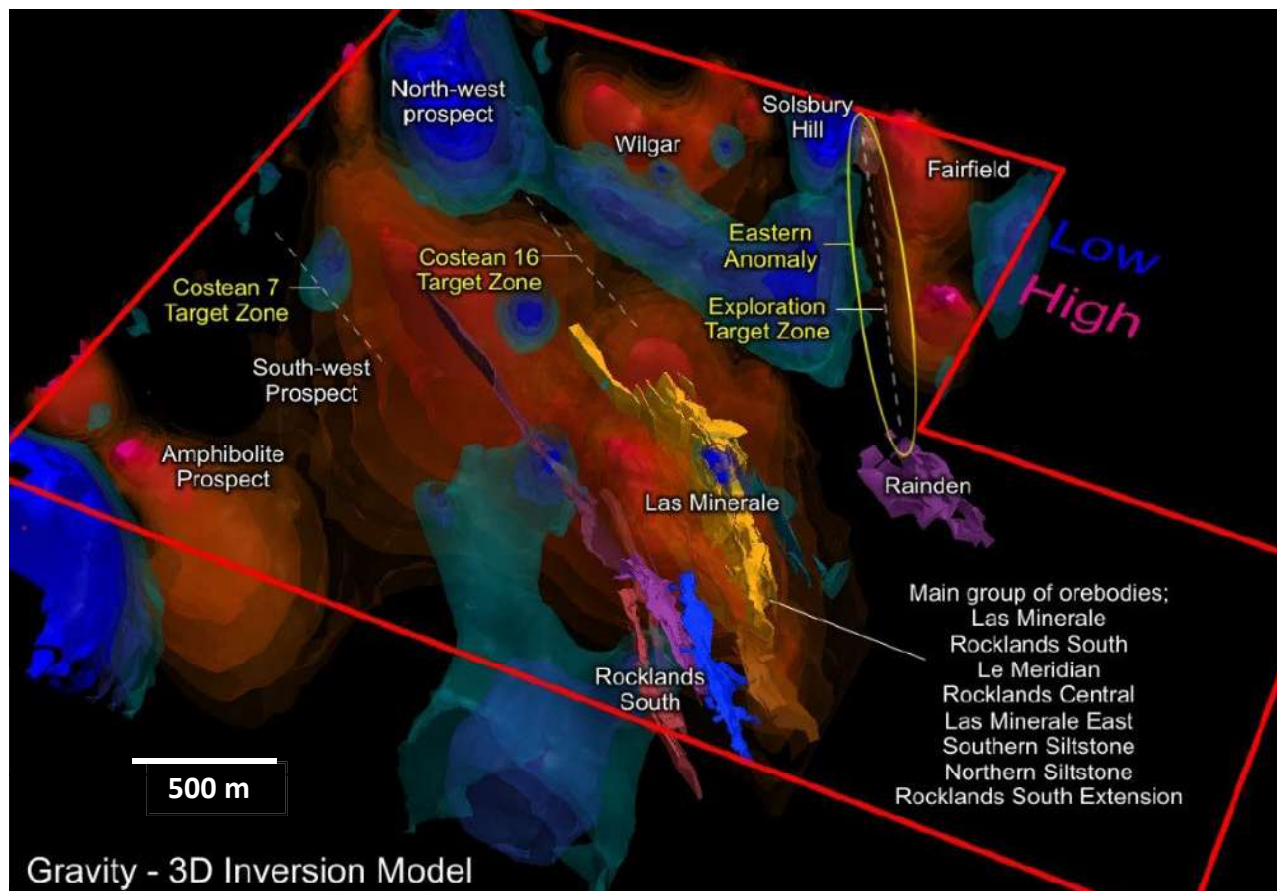 North-west
prospect
Wilgar
Solsbury
Hill
Fairfield
Low
High
Eastern
Anomaly
Exploration
Target Zone
Costean 16
Target Zone
Costean 7
Target Zone
South-west
Prospect
Amphibolite
Prospect
Las Minerale
Rainden
Rocklands
South
Main group of orebodies;
Las Minerale
Rocklands South
Le Meridian
Rocklands Central
Las Minerale East
Southern Siltstone
Northern Siltstone
Rocklands South Extension
500 m
Gravity - 3D Inversion Model